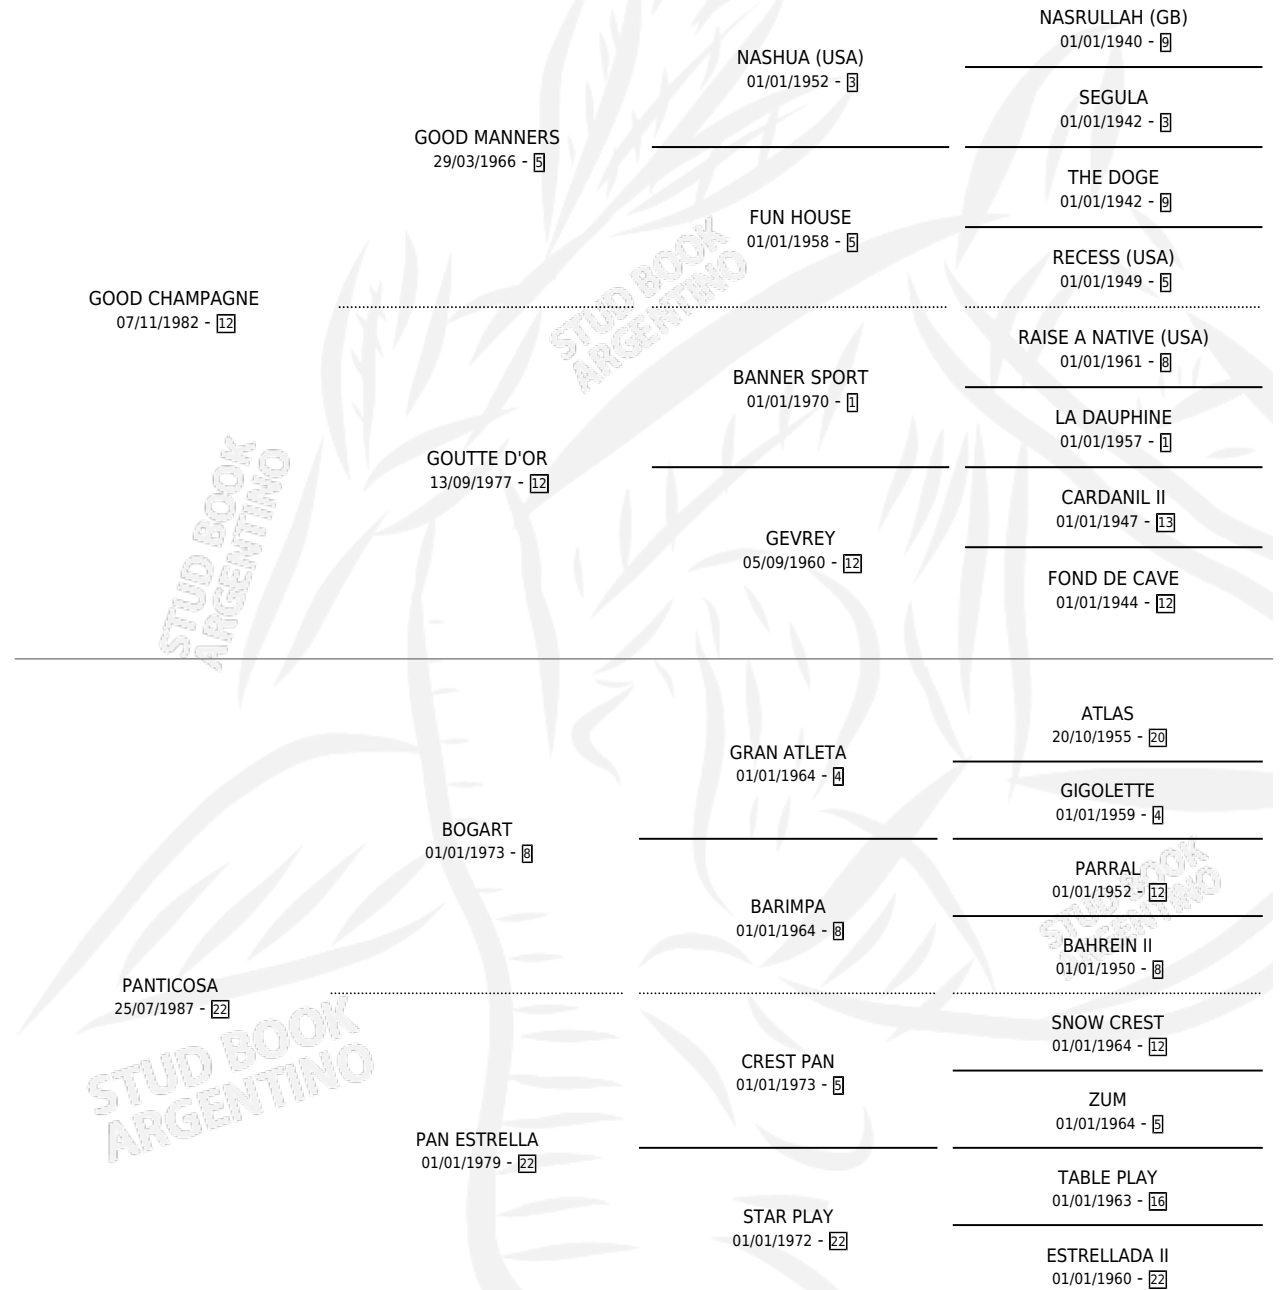 NASRULLAH (GB)
01/01/1940 - 9
NASHUA (USA)
01/01/1952 - 3
SEGULA
01/01/1942 - 3
GOOD MANNERS
29/03/1966 - 5
THE DOGE
01/01/1942 - 9
FUN HOUSE
01/01/1958 - 5
RECESS (USA)
01/01/1949 - 5
GOOD CHAMPAGNE
07/11/1982 - 12
RAISE A NATIVE (USA)
01/01/1961 - 8
BANNER SPORT
01/01/1970 - 1
LA DAUPHINE
01/01/1957 - 1
GOUTTE D'OR
13/09/1977 - 12
CARDANIL II
01/01/1947 - 13
GEVREY
05/09/1960 - 12
FOND DE CAVE
01/01/1944 - 12
ATLAS
20/10/1955 - 20
GRAN ATLETA
01/01/1964 - 4
GIGOLETTE
01/01/1959 - 4
BOGART
01/01/1973 - 8
PARRAL
01/01/1952 - 12
BARIMPA
01/01/1964 - 8
BAHREIN II
01/01/1950 - 8
PANTICOSA
25/07/1987 - 22
SNOW CREST
01/01/1964 - 12
CREST PAN
01/01/1973 - 5
ZUM
01/01/1964 - 5
PAN ESTRELLA
01/01/1979 - 22
TABLE PLAY
01/01/1963 - 16
STAR PLAY
01/01/1972 - 22
ESTRELLADA II
01/01/1960 - 22
STUD BOOK
ARGENTINO
STUD BOOK
ARGENTINO
STUD BOOK
ARGENTINO
STUD BOOK
ARGENTINO